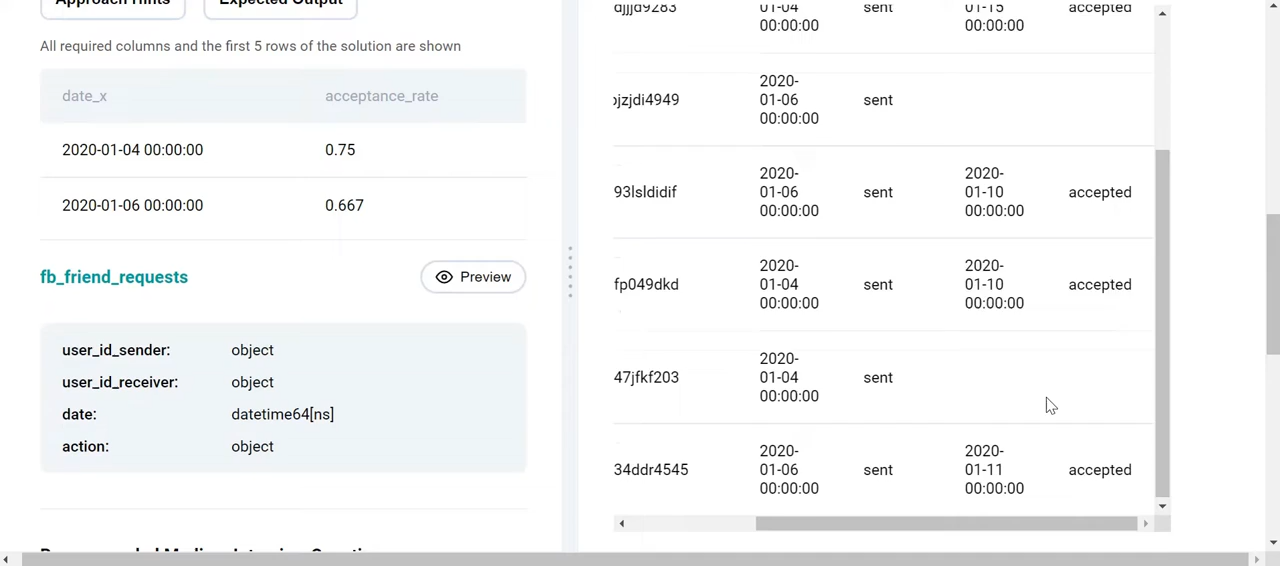 Approach Hints
Expected Output
All required columns and the first 5 rows of the solution are shown
date_x acceptance_rate
2020-01-04 00:00:00 0.75
2020-01-06 00:00:00 0.667
fb_friend_requests
Preview
user_id_sender: object
user_id_receiver: object
date: datetime64[ns]
action: object
01-04 sent 01-15 accepted
00:00:00 00:00:00
2020-
jzjdi4949 01-06 sent
00:00:00
2020- 2020-
93lsldidif 01-06 sent 01-10 accepted
00:00:00 00:00:00
2020- 2020-
fp049dkd 01-04 sent 01-10 accepted
00:00:00 00:00:00
2020-
47jfkf203 01-04 sent
00:00:00
2020- 2020-
34ddr4545 01-06 sent 01-11 accepted
00:00:00 00:00:00